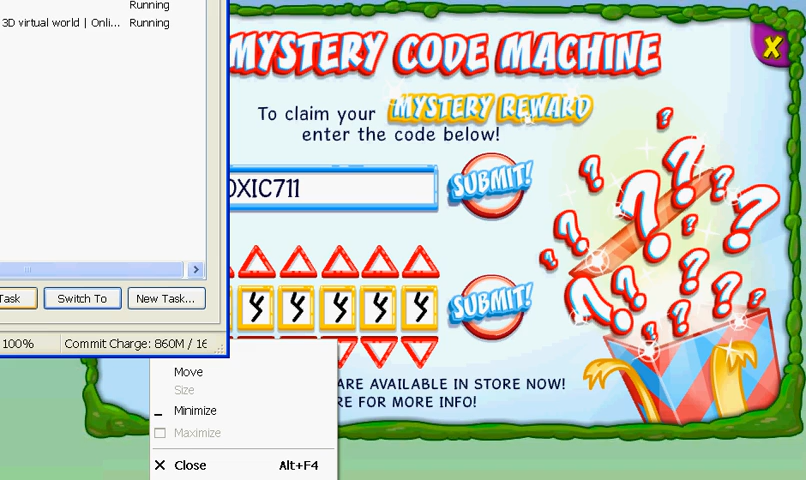 Running
3D virtual world | Onli... Running
MYSTERY CODE MACHINE
X
To claim your MYSTERY REWARD
enter the code below!
OXIC711 SUBMIT!
Task Switch To New Task...
SUBMIT!
100% Commit Charge: 860M / 16
Move
Size
ARE AVAILABLE IN STORE NOW!
RE FOR MORE INFO!
Minimize
Maximize
Close Alt+F4